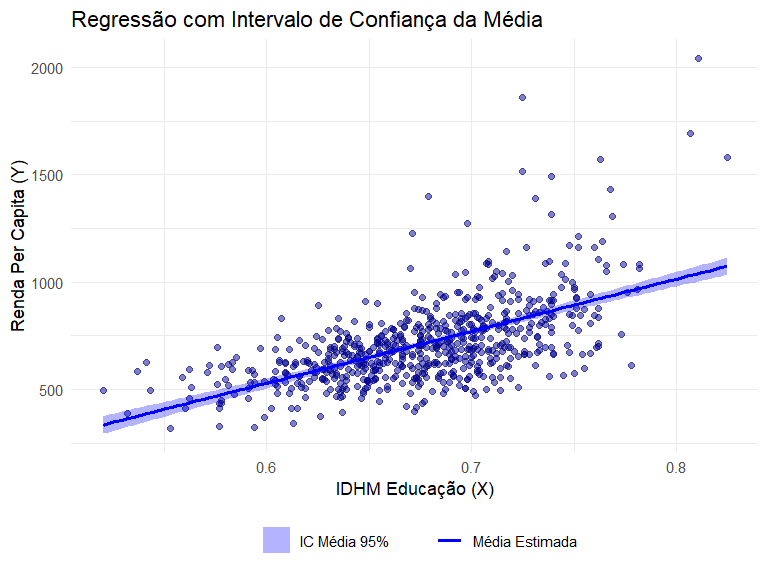 Regressão com Intervalo de Confiança da Média
Renda Per Capita (Y)
2000
1500
1000
500
0.6 0.7 0.8
IDHM Educação (X)
IC Média 95% Média Estimada